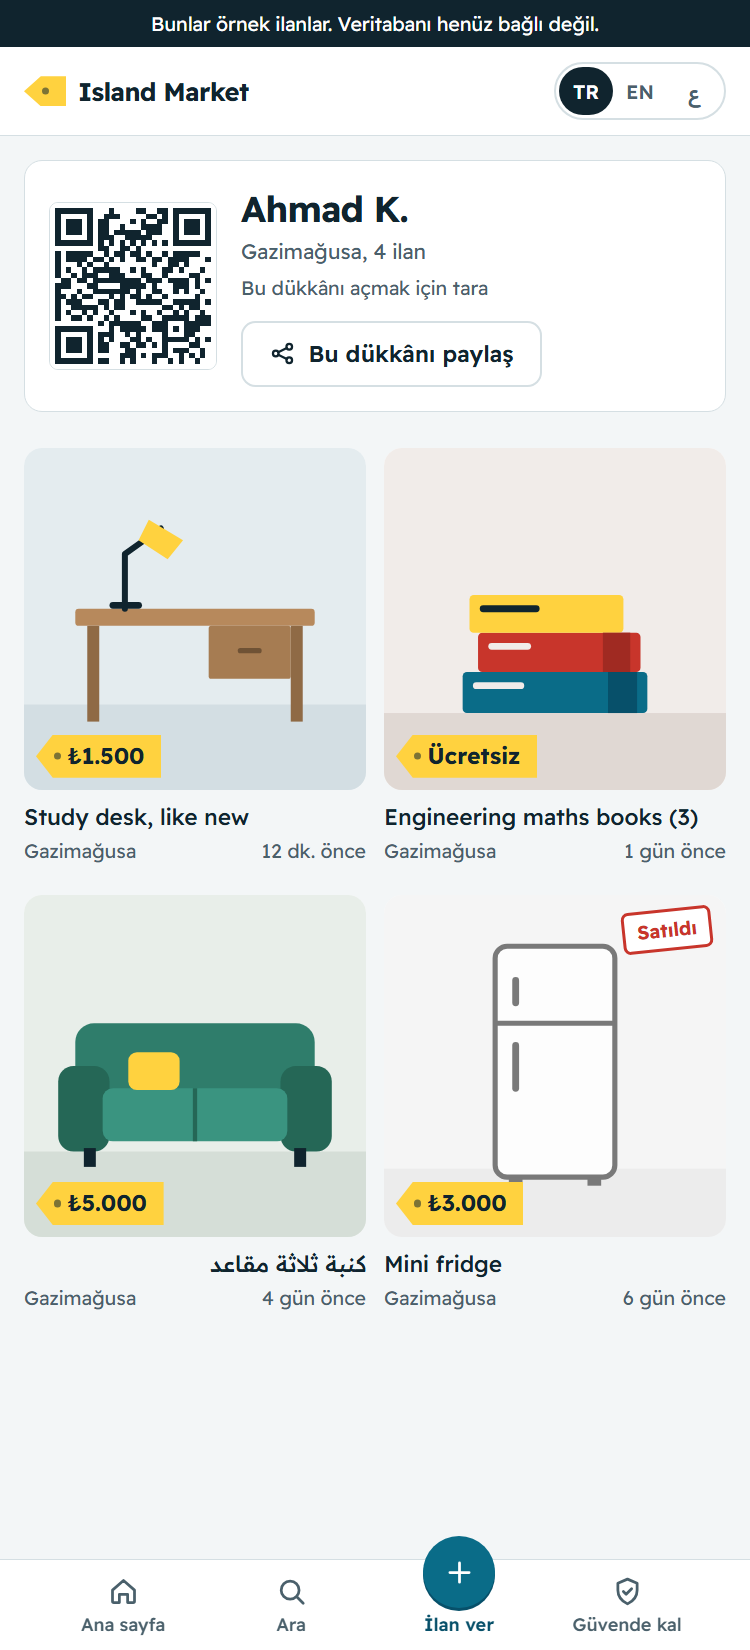 Bunlar örnek ilanlar. Veritabanı henüz bağlı değil.
Island Market
TR EN ع
Ahmad K.
Gazimağusa, 4 ilan
Bu dükkânı açmak için tara
Bu dükkânı paylaş
₺1.500
Study desk, like new
Gazimağusa 12 dk. önce
Ücretsiz
Engineering maths books (3)
Gazimağusa 1 gün önce
₺5.000
كنبة ثلاثة مقاعد
Gazimağusa 4 gün önce
Satıldı
₺3.000
Mini fridge
Gazimağusa 6 gün önce
Ana sayfa
Ara
İlan ver
Güvende kal